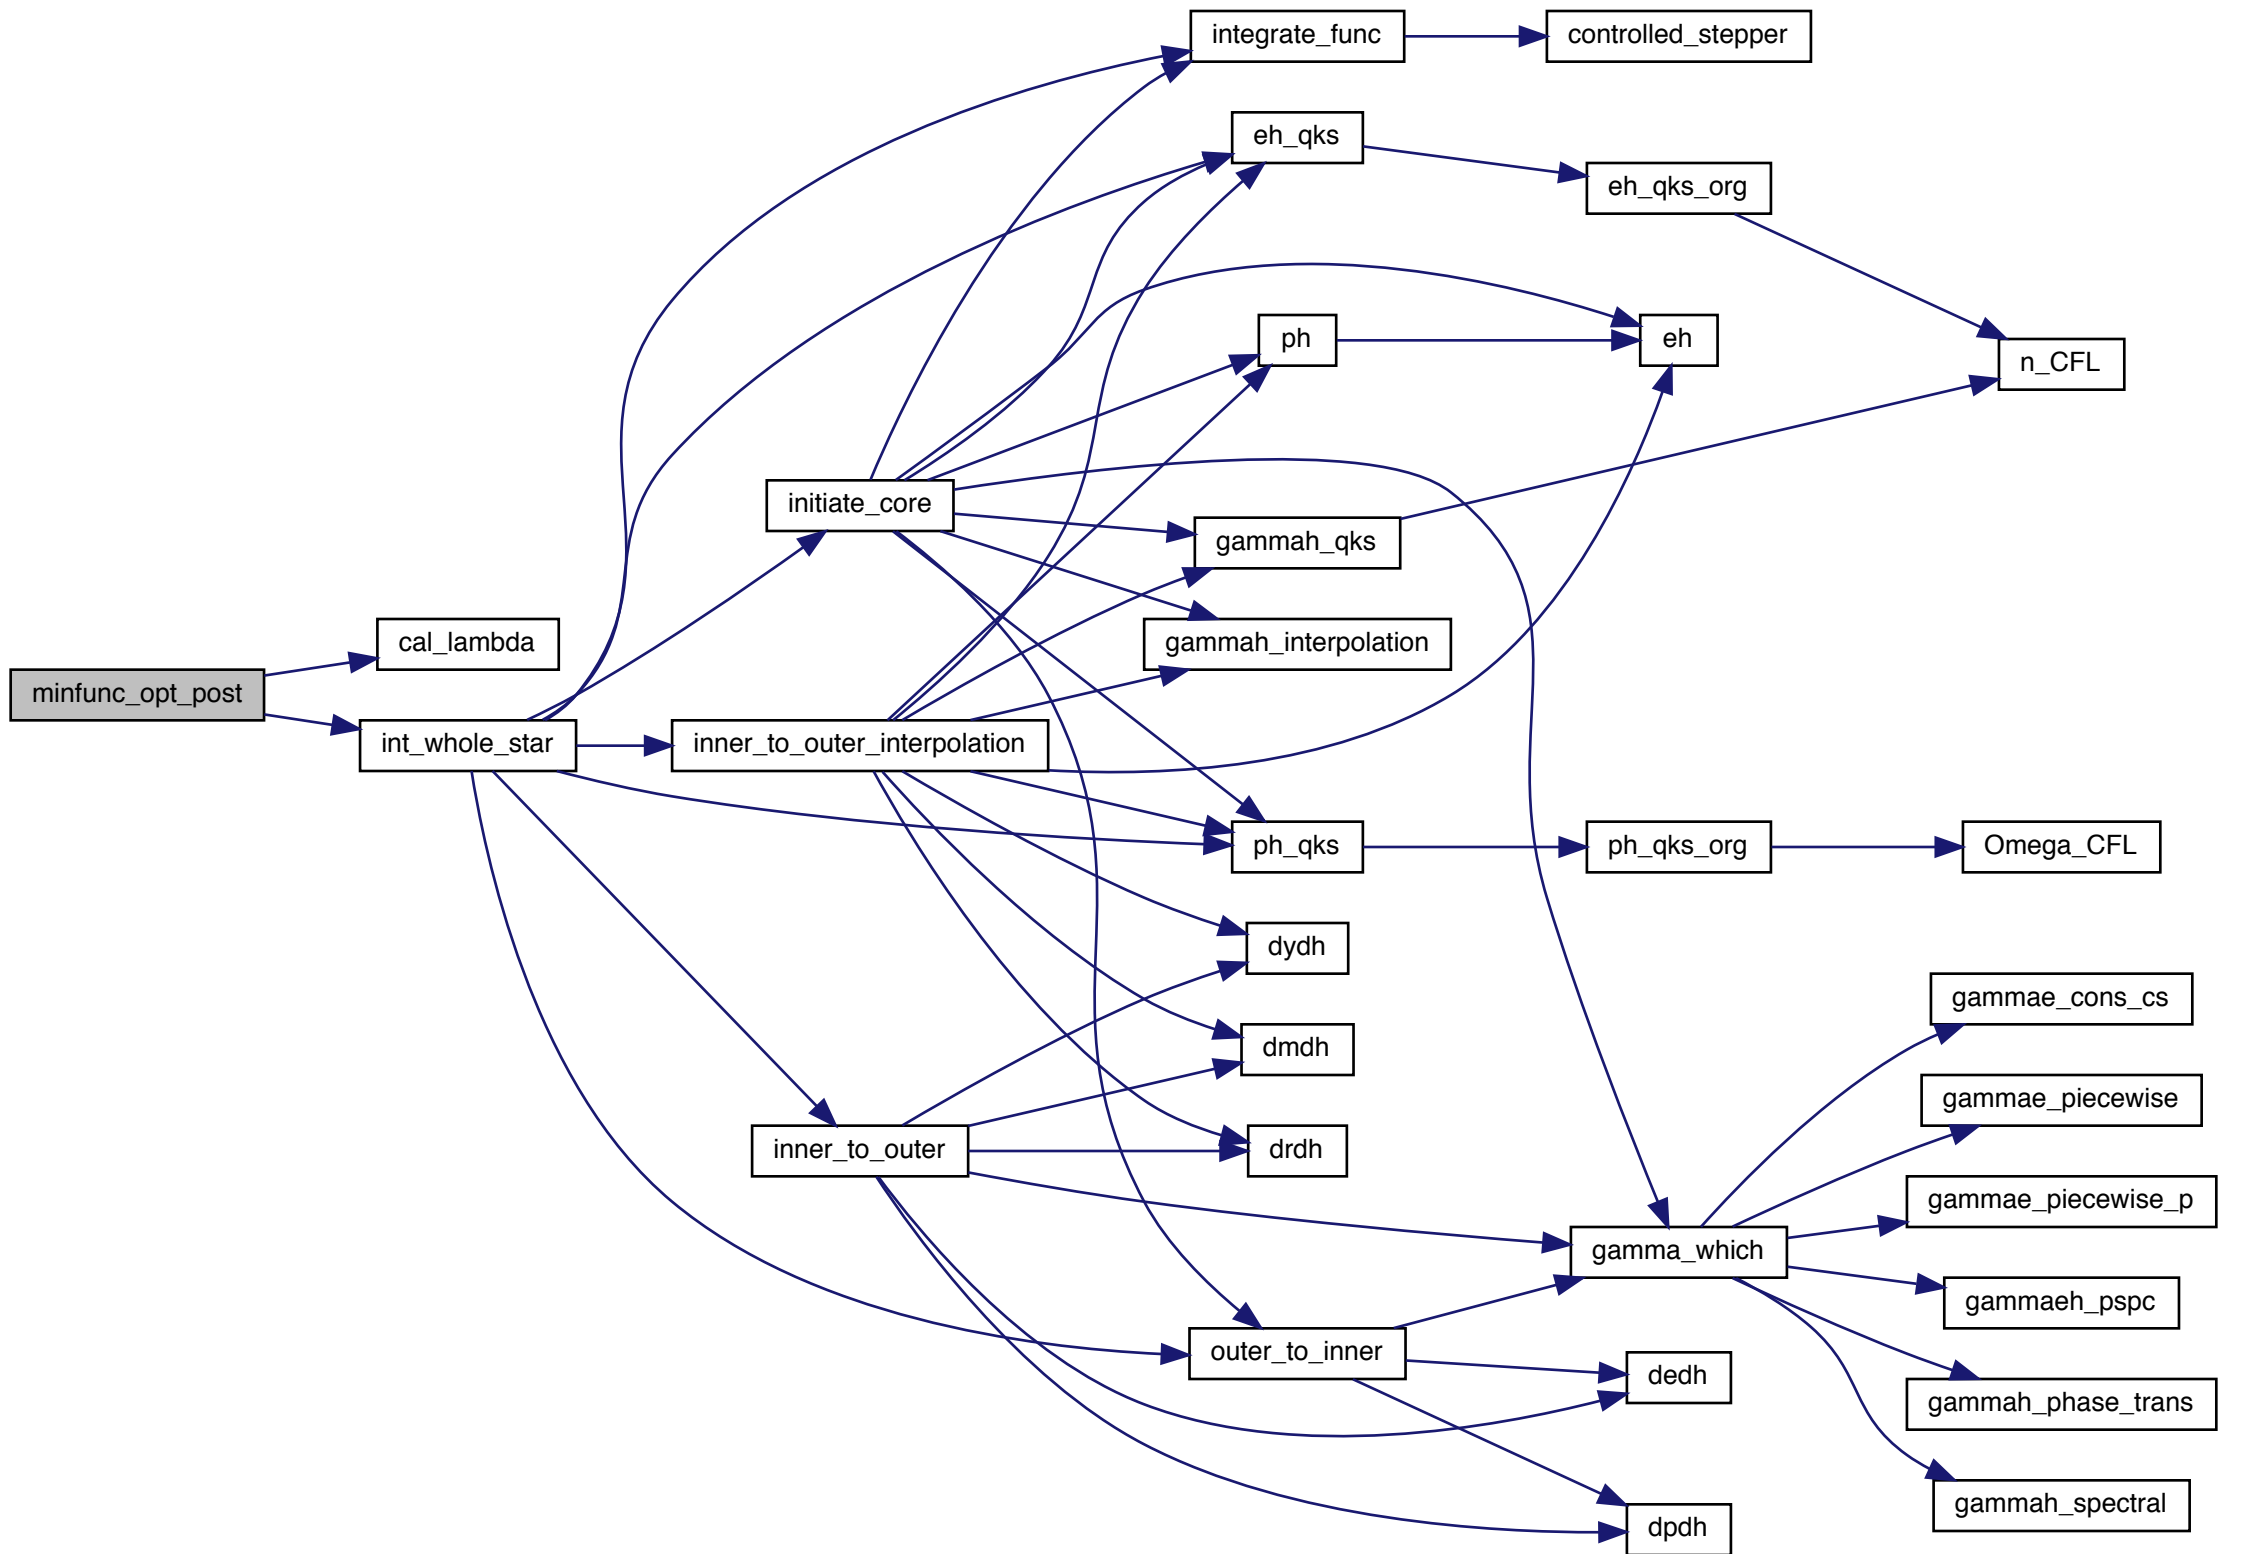 integrate_func
controlled_stepper
eh_qks
eh_qks_org
ph
eh
n_CFL
initiate_core
gammah_qks
cal_lambda
gammah_interpolation
minfunc_opt_post
int_whole_star
inner_to_outer_interpolation
ph_qks
ph_qks_org
Omega_CFL
dydh
gammae_cons_cs
dmdh
gammae_piecewise
inner_to_outer
drdh
gammae_piecewise_p
gamma_which
gammaeh_pspc
outer_to_inner
dedh
gammah_phase_trans
gammah_spectral
dpdh